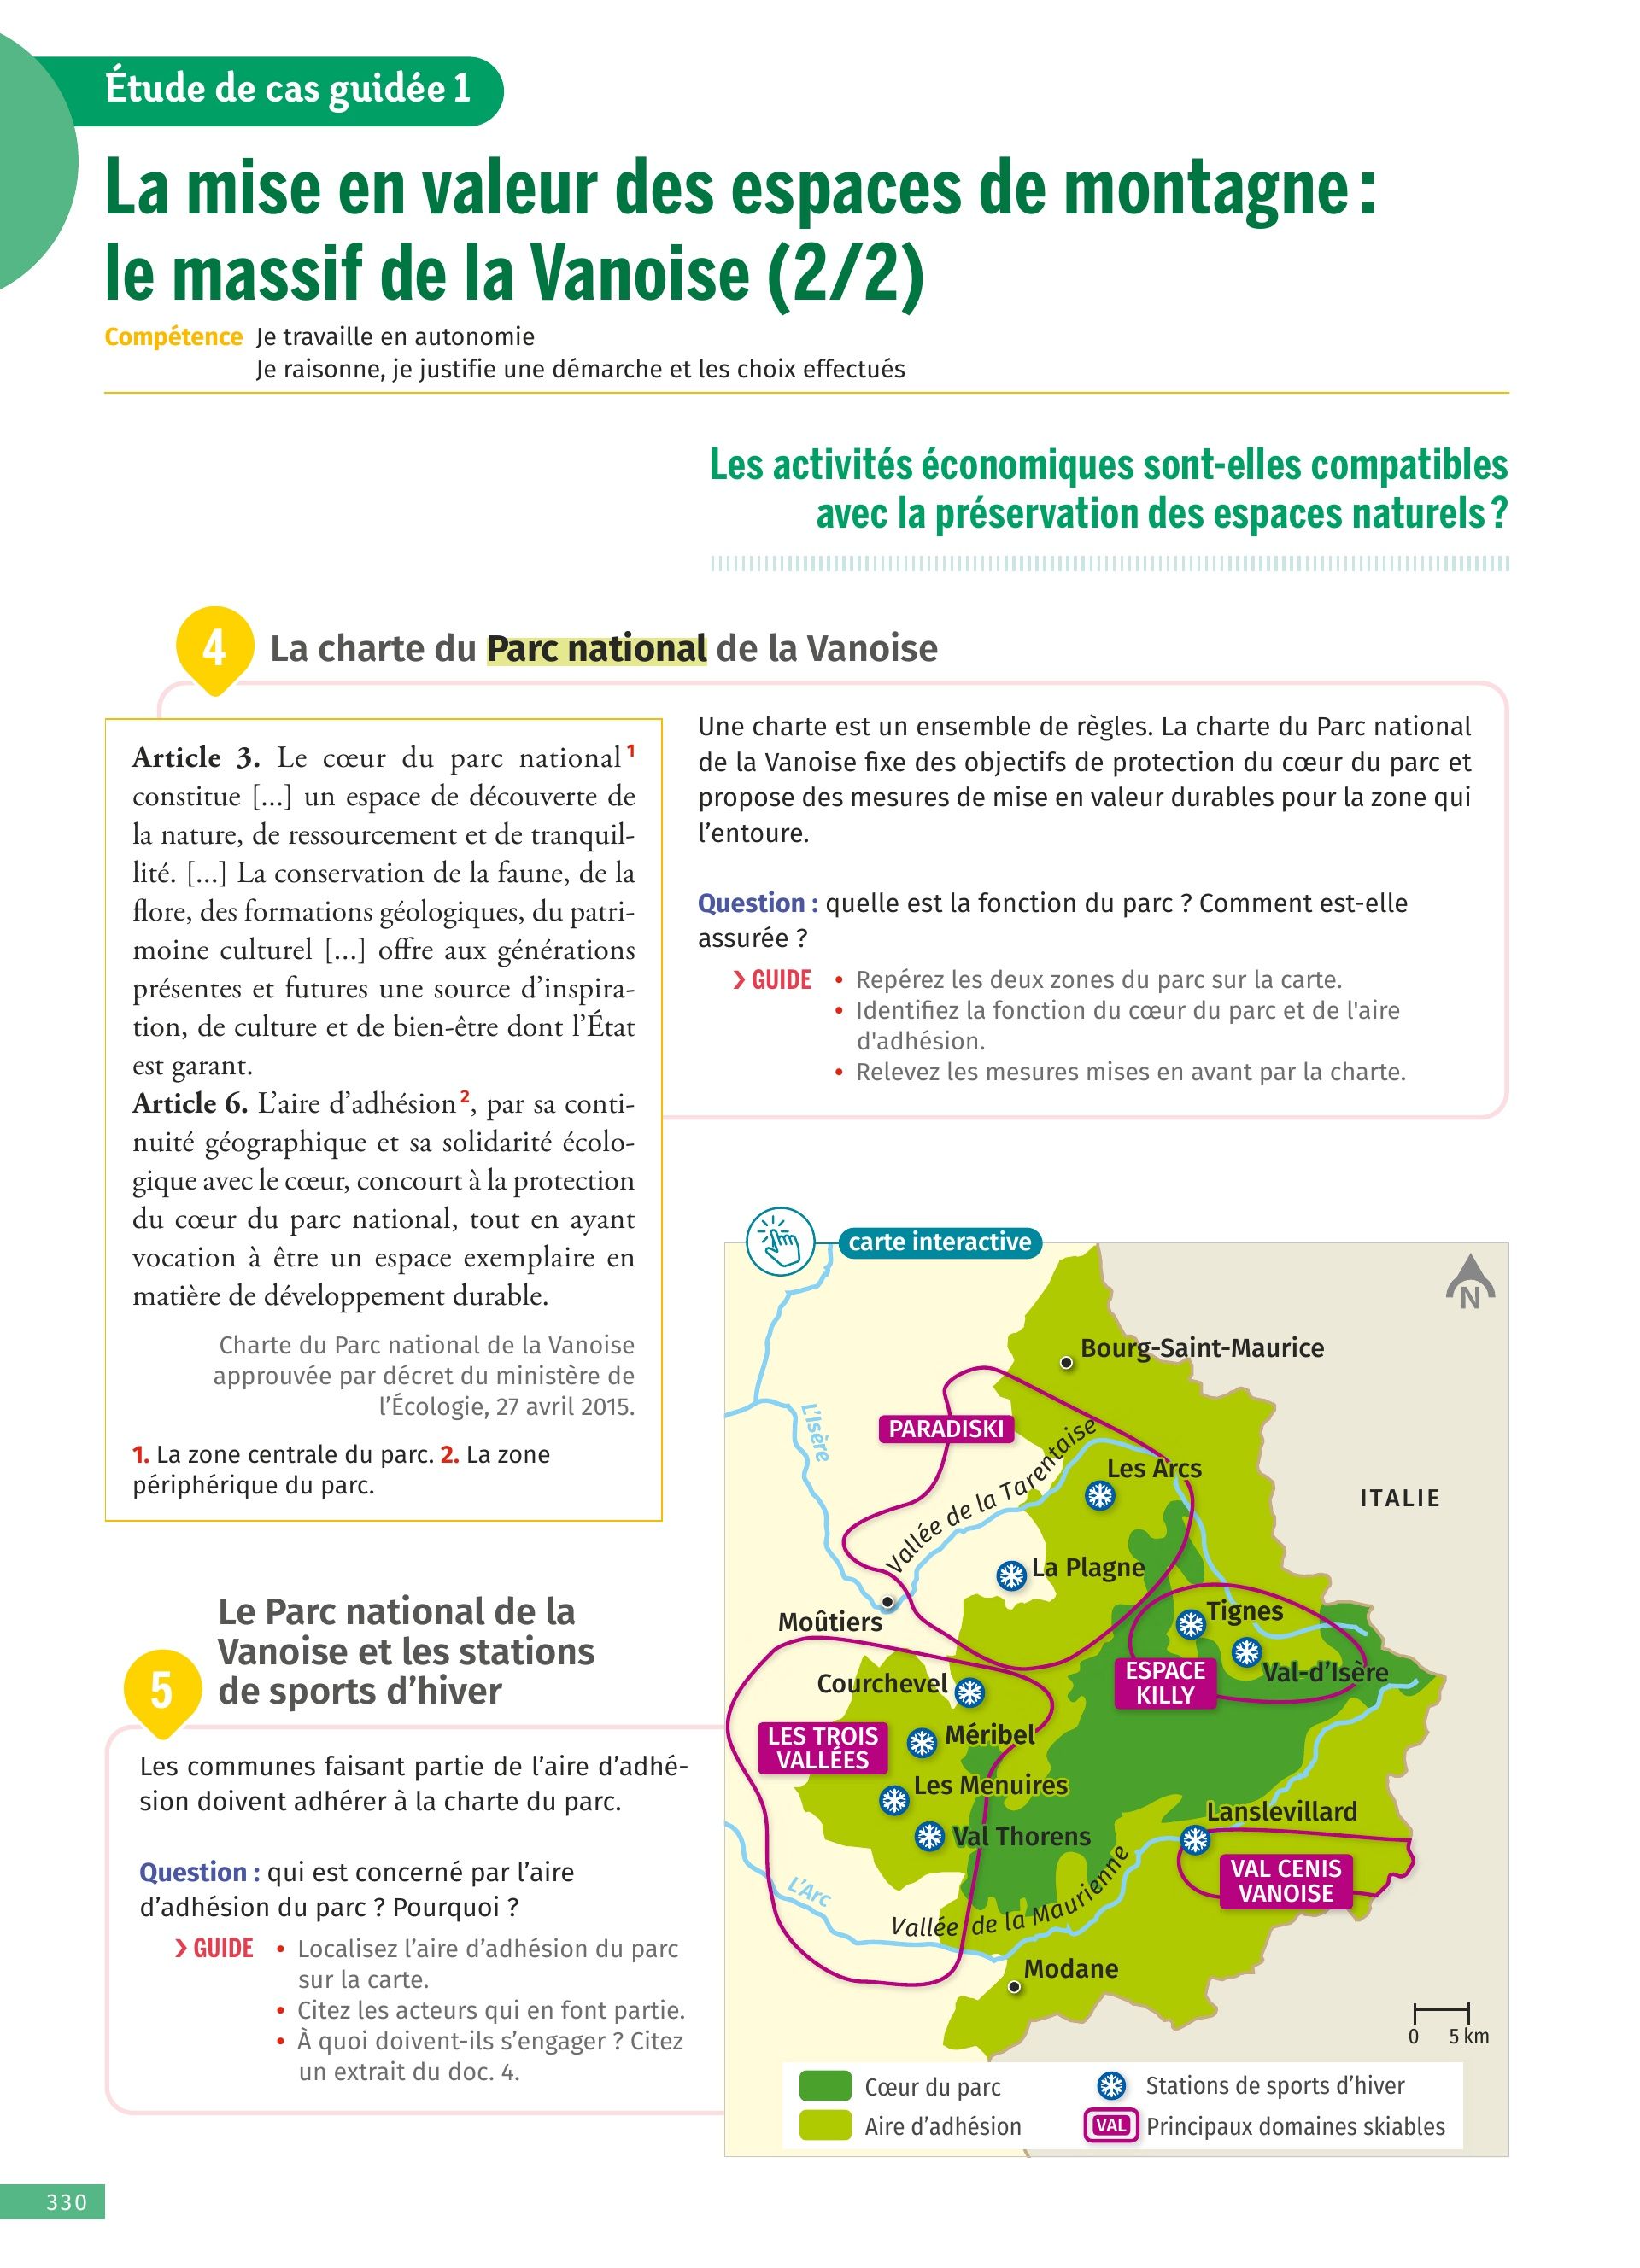 Étude de cas guidée 1
La mise en valeur des espaces de montagne :
le massif de la Vanoise (2/2)
Compétence Je travaille en autonomie
Je raisonne, je justifie une démarche et les choix effectués
Les activités économiques sont-elles compatibles
avec la préservation des espaces naturels ?
4
La charte du Parc national de la Vanoise
Article 3. Le cœur du parc national 1
constitue [...] un espace de découverte de
la nature, de ressourcement et de tranquil-
lité. [...] La conservation de la faune, de la
flore, des formations géologiques, du patri-
moine culturel [...] offre aux générations
présentes et futures une source d’inspira-
tion, de culture et de bien-être dont l’État
est garant.
Article 6. L’aire d’adhésion 2, par sa conti-
nuité géographique et sa solidarité écolo-
gique avec le cœur, concourt à la protection
du cœur du parc national, tout en ayant
vocation à être un espace exemplaire en
matière de développement durable.
Charte du Parc national de la Vanoise
approuvée par décret du ministère de
l’Écologie, 27 avril 2015.
1. La zone centrale du parc. 2. La zone
périphérique du parc.
Une charte est un ensemble de règles. La charte du Parc national
de la Vanoise fixe des objectifs de protection du cœur du parc et
propose des mesures de mise en valeur durables pour la zone qui
l’entoure.
Question : quelle est la fonction du parc ? Comment est-elle
assurée ?
› GUIDE • Repérez les deux zones du parc sur la carte.
• Identifiez la fonction du cœur du parc et de l'aire
d'adhésion.
• Relevez les mesures mises en avant par la charte.
5
Le Parc national de la
Vanoise et les stations
de sports d’hiver
Les communes faisant partie de l’aire d’adhé-
sion doivent adhérer à la charte du parc.
Question : qui est concerné par l’aire
d’adhésion du parc ? Pourquoi ?
› GUIDE • Localisez l’aire d’adhésion du parc
sur la carte.
• Citez les acteurs qui en font partie.
• À quoi doivent-ils s’engager ? Citez
un extrait du doc. 4.
carte interactive
N
Bourg-Saint-Maurice
L’Isère
PARADISKI
Vallée de la Tarentaise
Les Arcs
ITALIE
La Plagne
Moûtiers
Tignes
Val-d’Isère
ESPACE
KILLY
Courchevel
LES TROIS
VALLÉES
Méribel
Les Menuires
Val Thorens
Lanslevillard
VAL CENIS
VANOISE
L’Arc
Vallée de la Maurienne
Modane
0 5 km
Cœur du parc
Stations de sports d’hiver
Aire d’adhésion
VAL Principaux domaines skiables
330